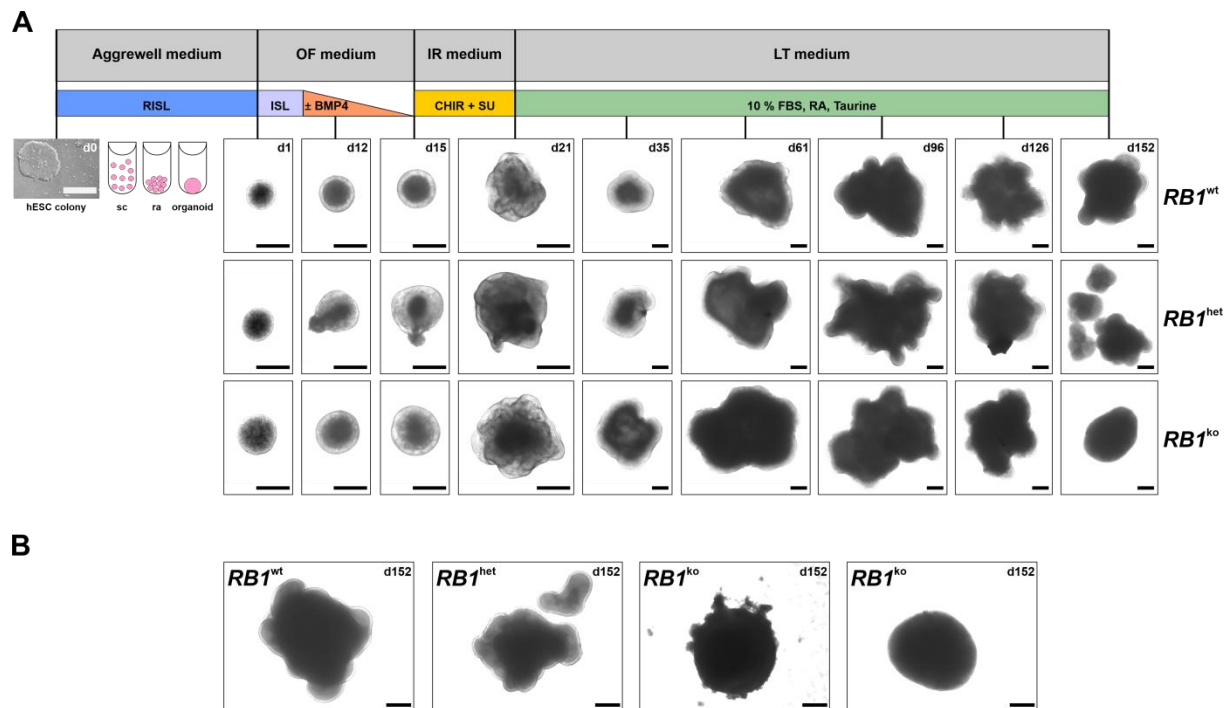 A
Aggrewell medium OF medium IR medium LT medium
RISL ISL ± BMP4 CHIR + SU 10 % FBS, RA, Taurine
d0 d1 d12 d15 d21 d35 d61 d96 d126 d152
hESC colony sc ra organoid
RB1wt
RB1het
RB1ko
B
RB1wt d152 RB1het d152 RB1ko d152 RB1ko d152